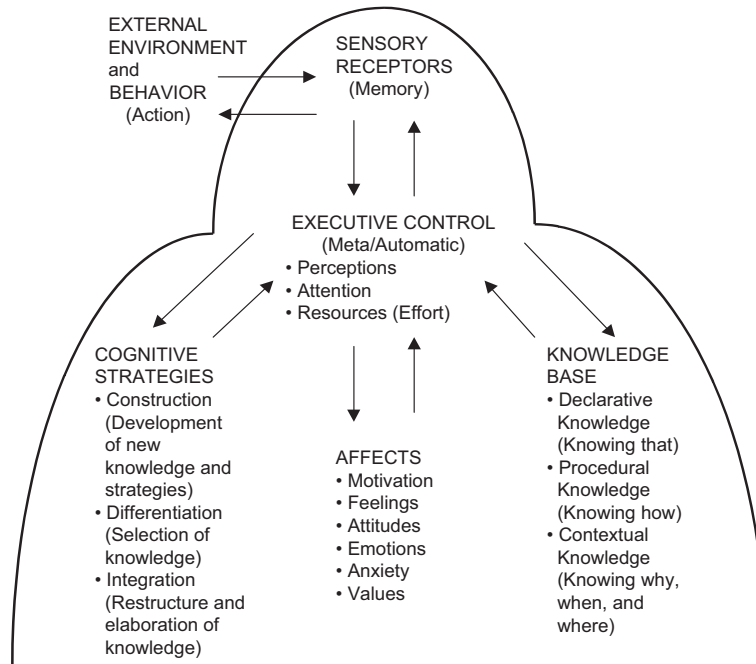 EXTERNAL
ENVIRONMENT
and
BEHAVIOR
(Action)
SENSORY
RECEPTORS
(Memory)
EXECUTIVE CONTROL
(Meta/Automatic)
• Perceptions
• Attention
• Resources (Effort)
COGNITIVE
STRATEGIES
• Construction
(Development
of new
knowledge and
strategies)
• Differentiation
(Selection of
knowledge)
• Integration
(Restructure and
elaboration of
knowledge)
AFFECTS
• Motivation
• Feelings
• Attitudes
• Emotions
• Anxiety
• Values
KNOWLEDGE
BASE
• Declarative
Knowledge
(Knowing that)
• Procedural
Knowledge
(Knowing how)
• Contextual
Knowledge
(Knowing why,
when, and
where)